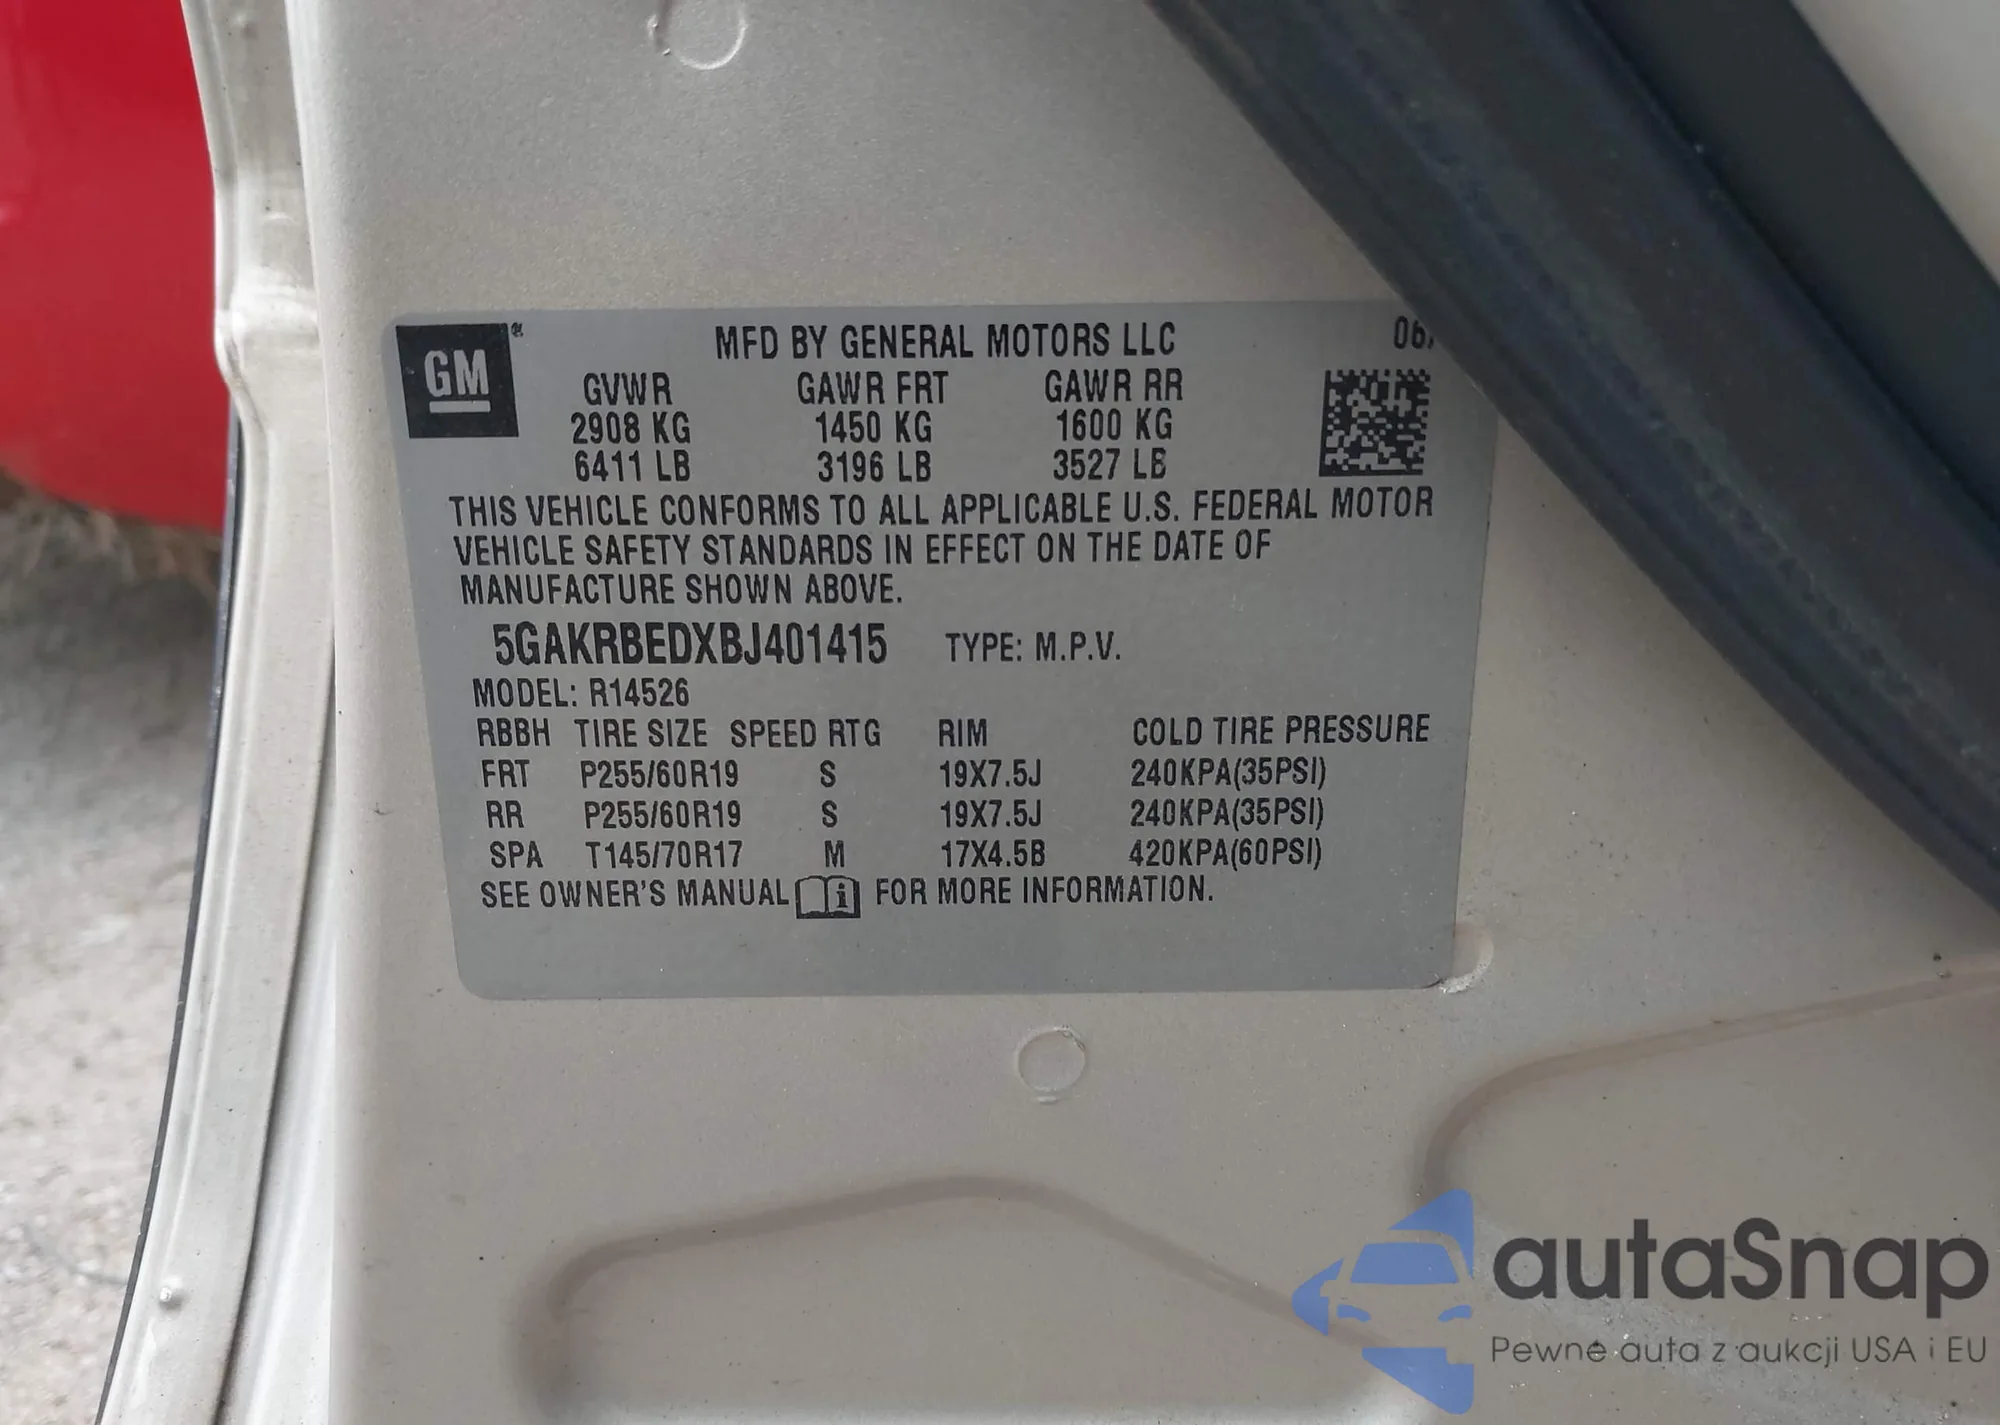 GM
MFD BY GENERAL MOTORS LLC 06/
GVWR GAWR FRT GAWR RR
2908 KG 1450 KG 1600 KG
6411 LB 3196 LB 3527 LB
THIS VEHICLE CONFORMS TO ALL APPLICABLE U.S. FEDERAL MOTOR
VEHICLE SAFETY STANDARDS IN EFFECT ON THE DATE OF
MANUFACTURE SHOWN ABOVE.
5GAKRBEDXBJ401415 TYPE: M.P.V.
MODEL: R14526
RBBH TIRE SIZE SPEED RTG RIM COLD TIRE PRESSURE
FRT P255/60R19 S 19X7.5J 240KPA(35PSI)
RR P255/60R19 S 19X7.5J 240KPA(35PSI)
SPA T145/70R17 M 17X4.5B 420KPA(60PSI)
SEE OWNER'S MANUAL FOR MORE INFORMATION.
autaSnap
Pewne auta z aukcji USA i EU